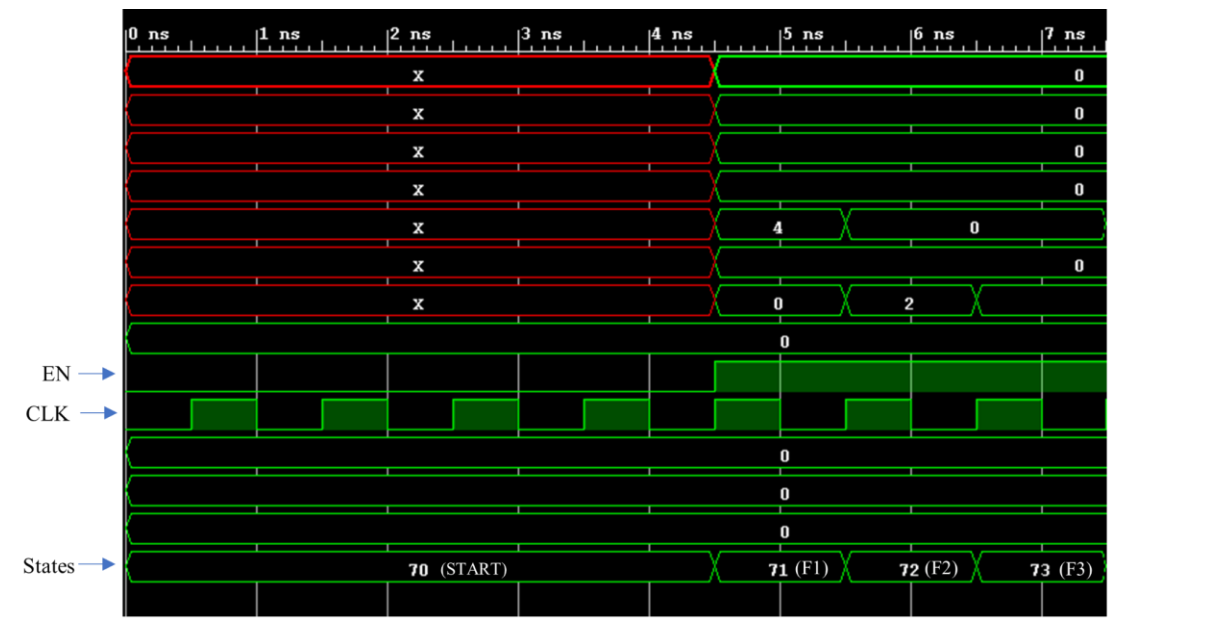 0 ns 1 ns 2 ns 3 ns 4 ns 5 ns 6 ns 7 ns
X 0
X 0
X 0
X 0
X 4 0
X 0
X 0 2
0
EN
CLK
0
0
0
States 70 (START) 71 (F1) 72 (F2) 73 (F3)